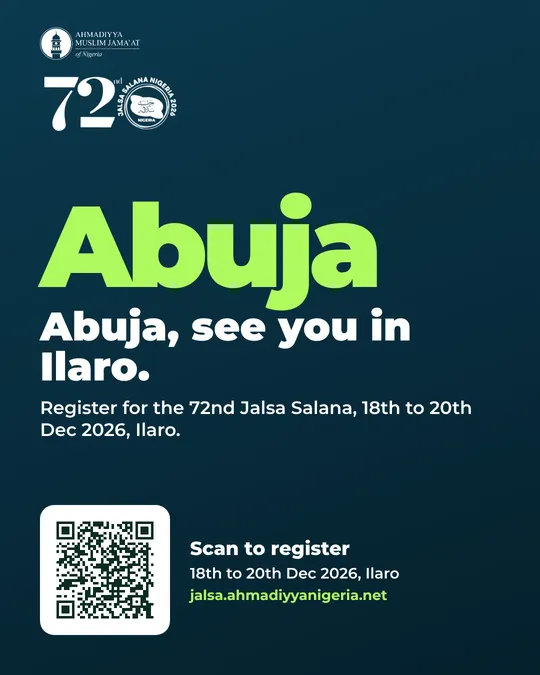 AHMADIYYA
MUSLIM JAMA'AT
of Nigeria
72nd
JALSA SALANA NIGERIA 2026
NIGERIA
Abuja
Abuja, see you in
Ilaro.
Register for the 72nd Jalsa Salana, 18th to 20th
Dec 2026, Ilaro.
Scan to register
18th to 20th Dec 2026, Ilaro
jalsa.ahmadiyyanigeria.net